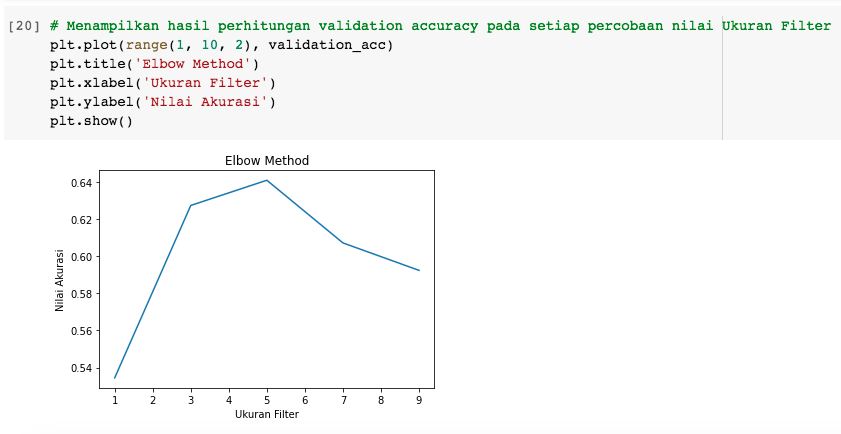 [20] # Menampilkan hasil perhitungan validation accuracy pada setiap percobaan nilai Ukuran Filter
plt.plot(range(1, 10, 2), validation_acc)
plt.title('Elbow Method')
plt.xlabel('Ukuran Filter')
plt.ylabel('Nilai Akurasi')
plt.show()
Elbow Method
0.64
0.62
0.60
0.58
0.56
0.54
Nilai Akurasi
1 2 3 4 5 6 7 8 9
Ukuran Filter